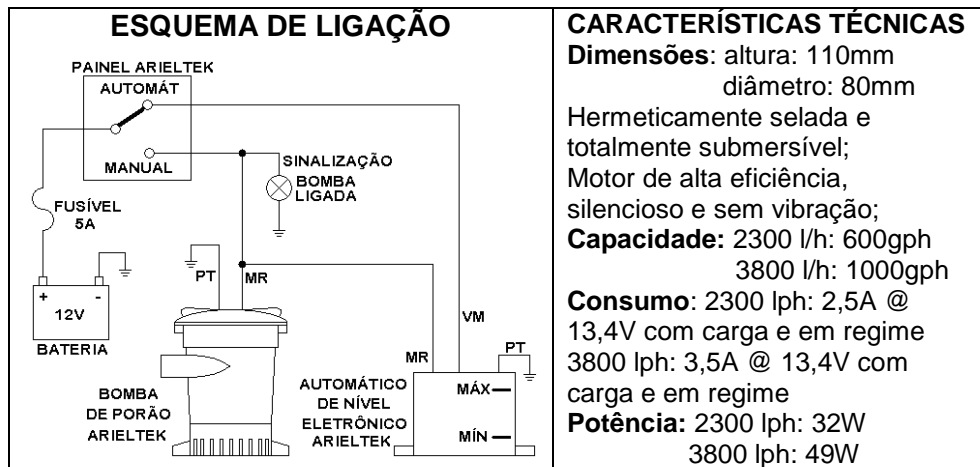 ESQUEMA DE LIGAÇÃO
PAINEL ARIELTEK
AUTOMÁT
MANUAL
SINALIZAÇÃO
BOMBA
LIGADA
FUSÍVEL
5A
PT
MR
+ -
12V
BATERIA
VM
MR
PT
BOMBA
DE PORÃO
ARIELTEK
AUTOMÁTICO
DE NÍVEL
ELETRÔNICO
ARIELTEK
MÁX
MÍN
CARACTERÍSTICAS TÉCNICAS
Dimensões: altura: 110mm
diâmetro: 80mm
Hermeticamente selada e
totalmente submersível;
Motor de alta eficiência,
silencioso e sem vibração;
Capacidade: 2300 l/h: 600gph
3800 l/h: 1000gph
Consumo: 2300 lph: 2,5A @
13,4V com carga e em regime
3800 lph: 3,5A @ 13,4V com
carga e em regime
Potência: 2300 lph: 32W
3800 lph: 49W